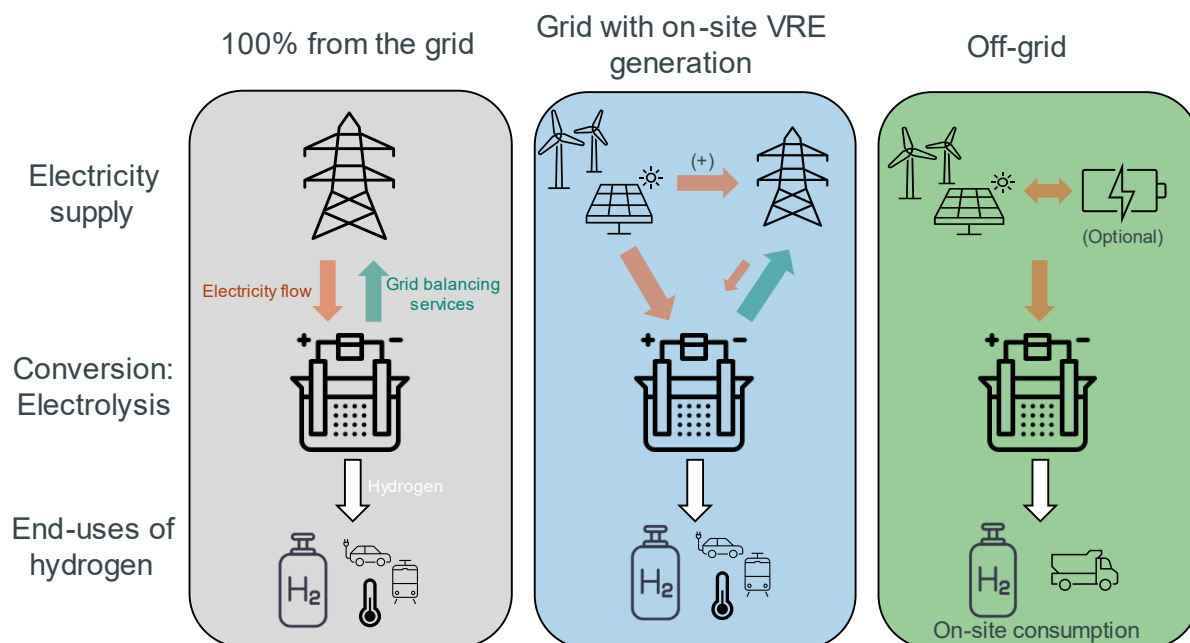 100% from the grid
Grid with on-site VRE
generation
Off-grid
Electricity
supply
(+)
(Optional)
Electricity flow
Grid balancing
services
+ −
+ −
+ −
Conversion:
Electrolysis
Hydrogen
End-uses of
hydrogen
H2
H2
H2
On-site consumption